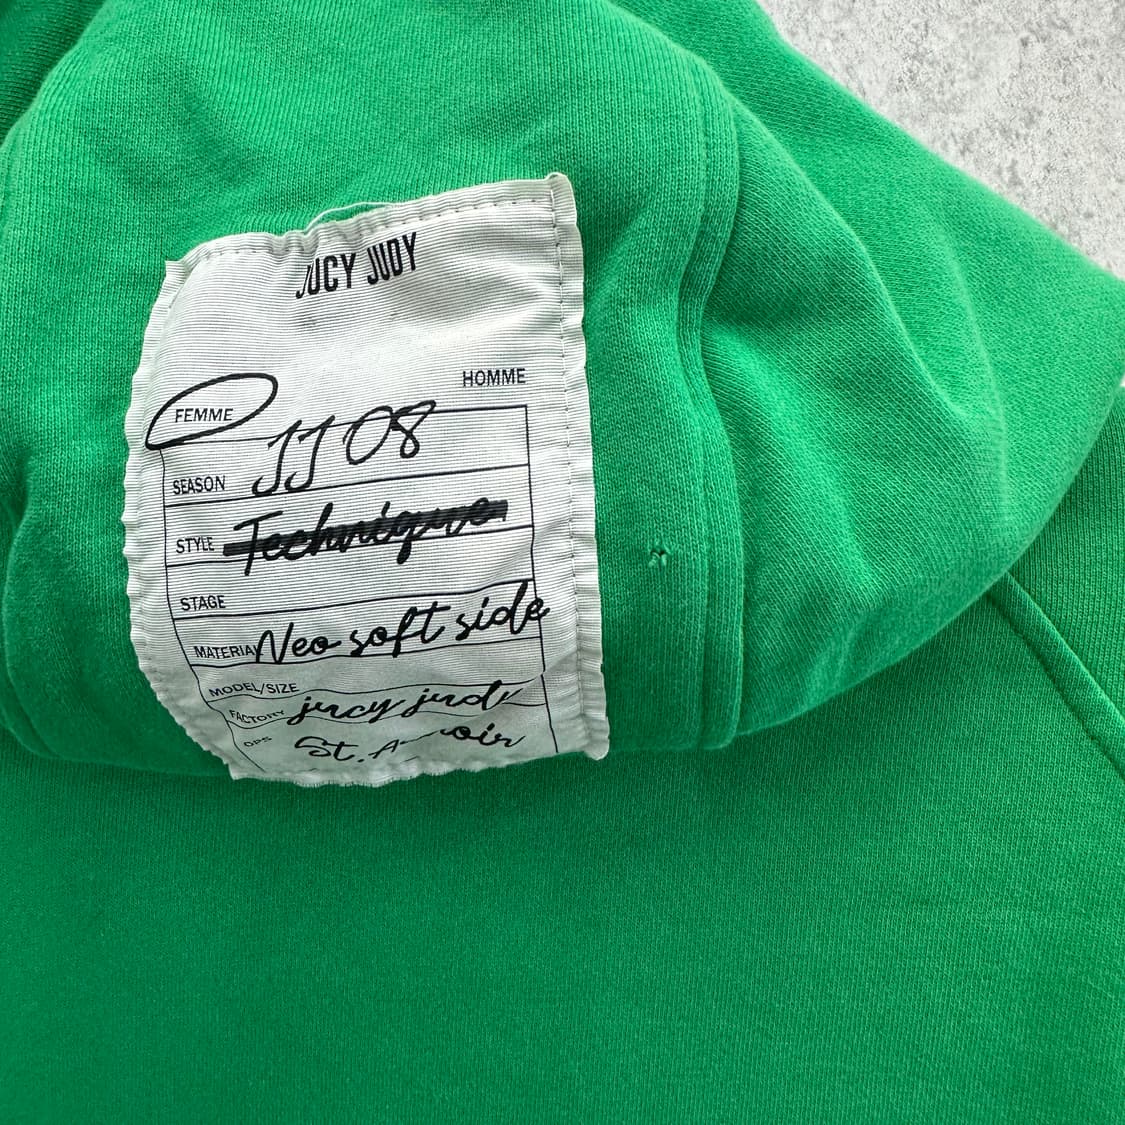 JUCY JUDY
FEMME HOMME
SEASON JJ 08
STYLE Technique
STAGE
MATERIAL Neo soft side
MODEL/SIZE
FACTORY jucy judy
OPS St.